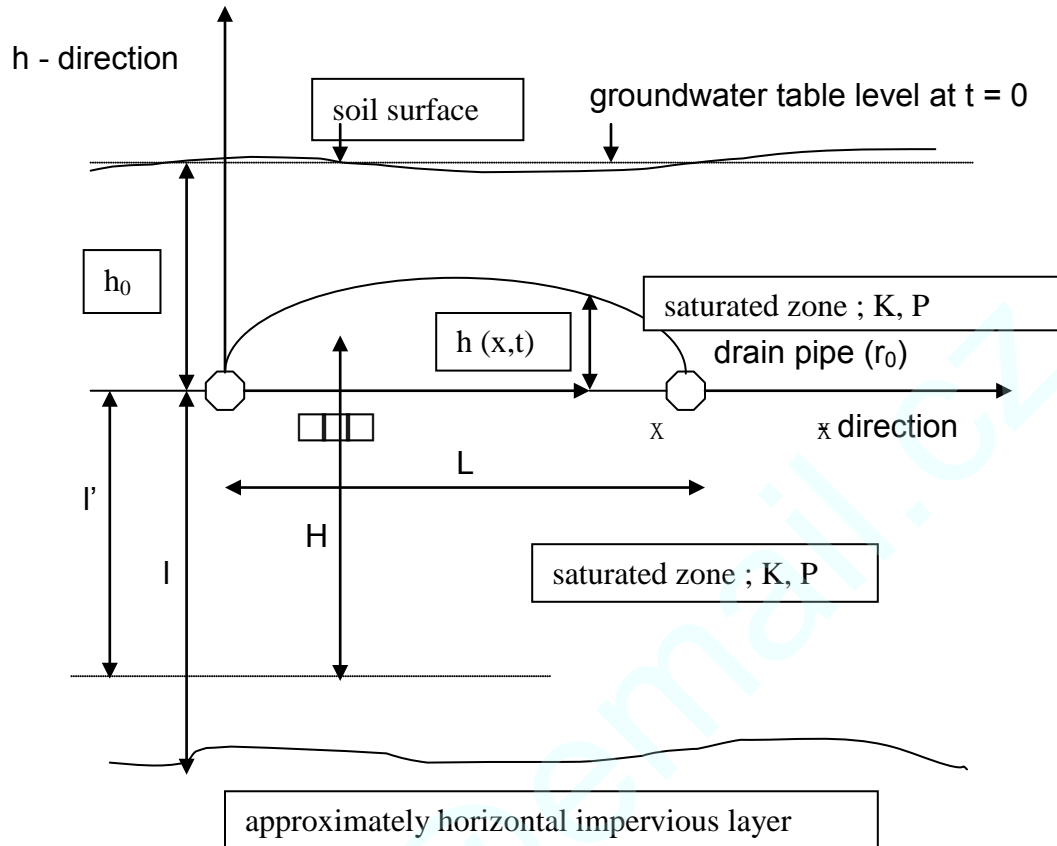 h - direction
soil surface
groundwater table level at t = 0
h0
h (x,t)
saturated zone ; K, P
drain pipe (r0)
x
x direction
L
l'
H
l
saturated zone ; K, P
approximately horizontal impervious layer